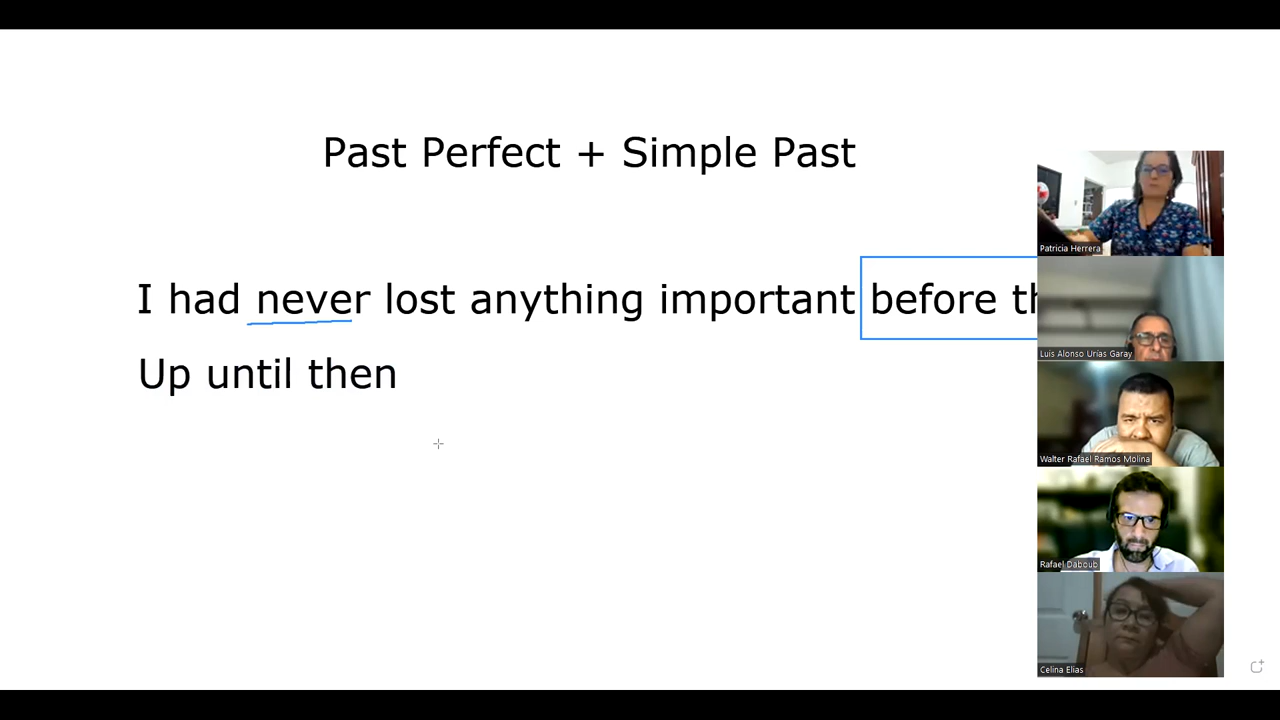 Past Perfect + Simple Past
Patricia Herrera
I had never lost anything important before
Luis Alonso Urías Garay
Up until then
Walter Rafael Ramos Molina
Rafael Daboub
Celina Elias